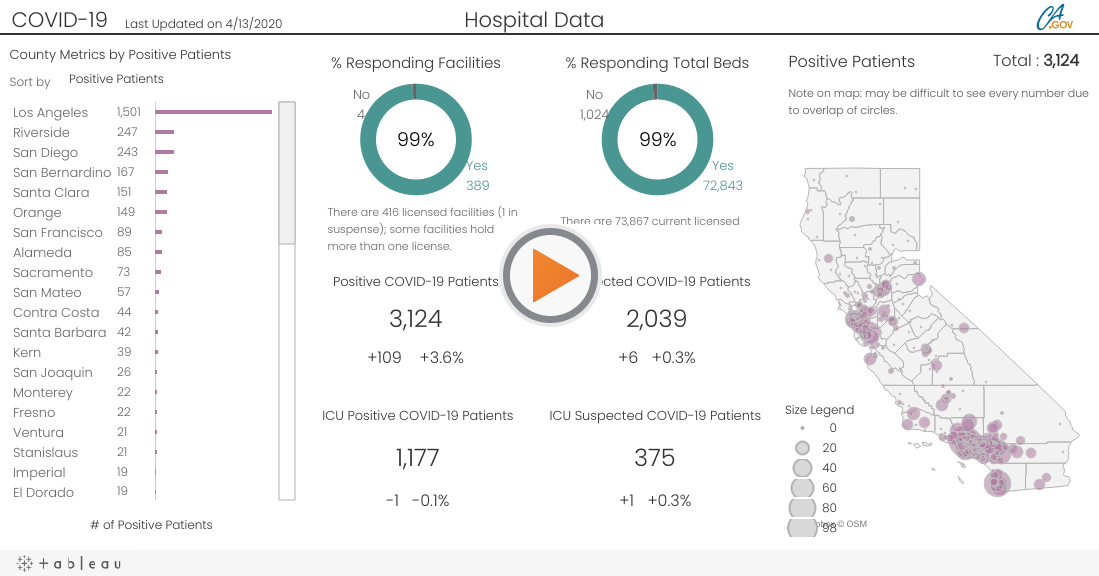 COVID-19 Last Updated on 4/13/2020
Hospital Data
CA
.GOV
County Metrics by Positive Patients
Sort by Positive Patients
Los Angeles 1,501
Riverside 247
San Diego 243
San Bernardino 167
Santa Clara 151
Orange 149
San Francisco 89
Alameda 85
Sacramento 73
San Mateo 57
Contra Costa 44
Santa Barbara 42
Kern 39
San Joaquin 26
Monterey 22
Fresno 22
Ventura 21
Stanislaus 21
Imperial 19
El Dorado 19
# of Positive Patients
% Responding Facilities
No
4
99%
Yes
389
There are 416 licensed facilities (1 in
suspense); some facilities hold
more than one license.
% Responding Total Beds
No
1,024
99%
Yes
72,843
There are 73,867 current licensed
Positive COVID-19 Patients
3,124
+109 +3.6%
cted COVID-19 Patients
2,039
+6 +0.3%
ICU Positive COVID-19 Patients
1,177
-1 -0.1%
ICU Suspected COVID-19 Patients
375
+1 +0.3%
Positive Patients Total : 3,124
Note on map: may be difficult to see every number due
to overlap of circles.
Size Legend
0
20
40
60
80
98
© OSM
+ a b l e a u